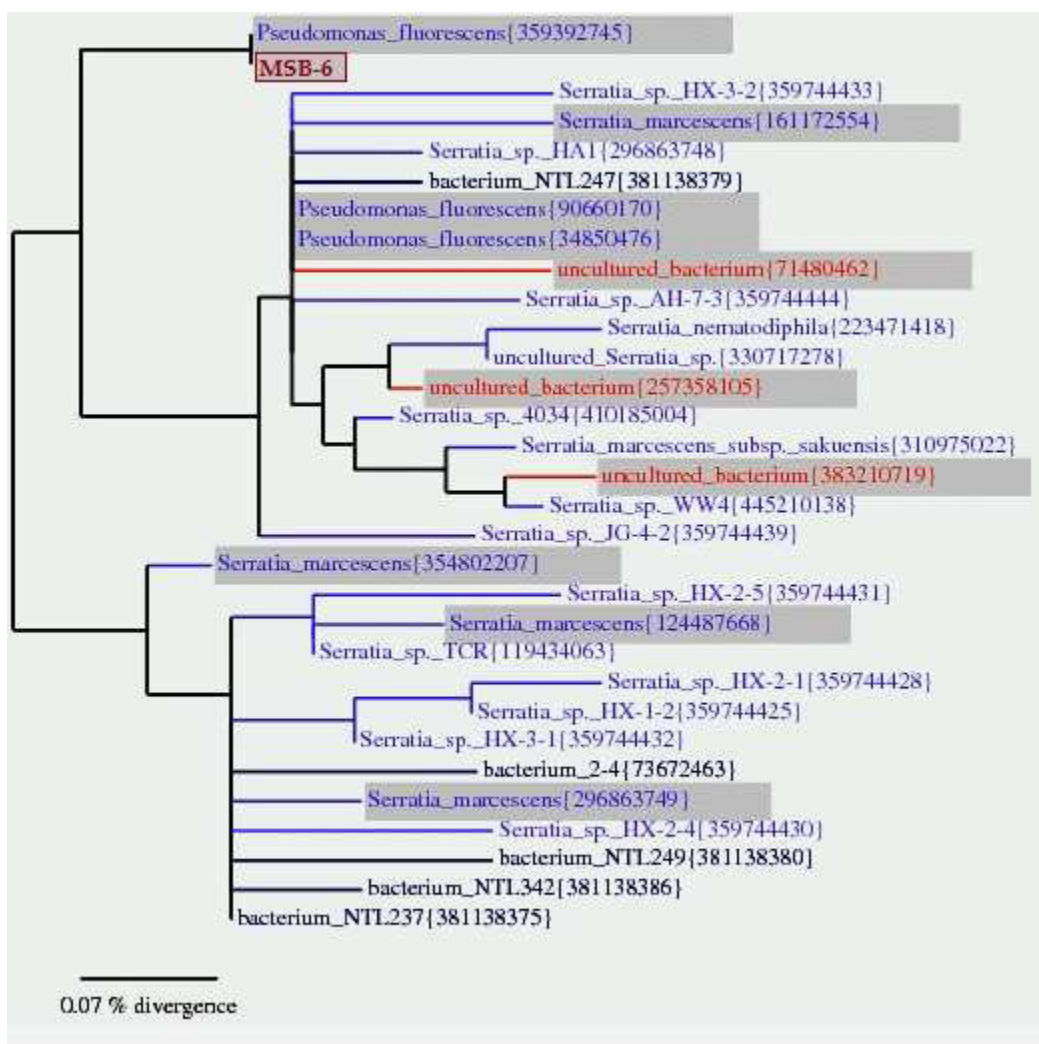 Pseudomonas_fluorescens{359392745}
MSB-6
Serratia_sp._HX-3-2{359744433}
Serratia_marcescens{161172554}
Serratia_sp._HA1{296863748}
bacterium_NTL247{381138379}
Pseudomonas_fluorescens{90660170}
Pseudomonas_fluorescens{34850476}
uncultured_bacterium{71480462}
Serratia_sp._AH-7-3{359744444}
Serratia_nematodiphila{223471418}
uncultured_Serratia_sp.{330717278}
uncultured_bacterium{257358105}
Serratia_sp._4034{410185004}
Serratia_marcescens_subsp._sakuensis{310975022}
uncultured_bacterium{383210719}
Serratia_sp._WW4{445210138}
Serratia_sp._JG-4-2{359744439}
Serratia_marcescens{354802207}
Serratia_sp._HX-2-5{359744431}
Serratia_marcescens{124487668}
Serratia_sp._TCR{119434063}
Serratia_sp._HX-2-1{359744428}
Serratia_sp._HX-1-2{359744425}
Serratia_sp._HX-3-1{359744432}
bacterium_2-4{73672463}
Serratia_marcescens{296863749}
Serratia_sp._HX-2-4{359744430}
bacterium_NTL249{381138380}
bacterium_NTL342{381138386}
bacterium_NTL237{381138375}
0.07 % divergence